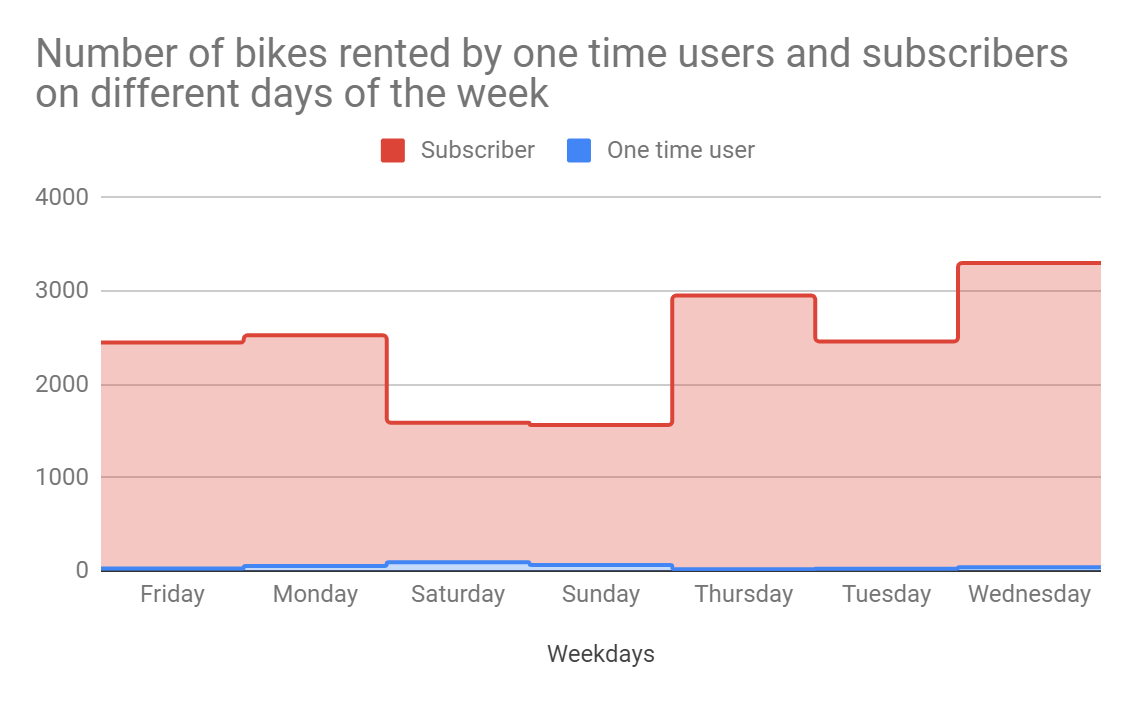 Number of bikes rented by one time users and subscribers
on different days of the week
Subscriber One time user
4000
3000
2000
1000
0
Friday Monday Saturday Sunday Thursday Tuesday Wednesday
Weekdays